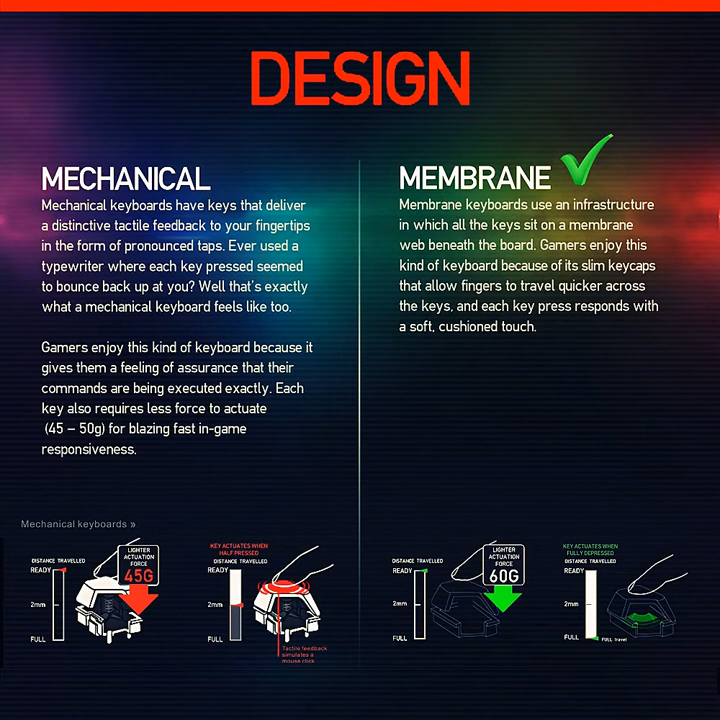 DESIGN
MECHANICAL
Mechanical keyboards have keys that deliver
a distinctive tactile feedback to your fingertips
in the form of pronounced taps. Ever used a
typewriter where each key pressed seemed
to bounce back up at you? Well that's exactly
what a mechanical keyboard feels like too.
Gamers enjoy this kind of keyboard because it
gives them a feeling of assurance that their
commands are being executed exactly. Each
key also requires less force to actuate
(45 – 50g) for blazing fast in-game
responsiveness.
MEMBRANE
Membrane keyboards use an infrastructure
in which all the keys sit on a membrane
web beneath the board. Gamers enjoy this
kind of keyboard because of its slim keycaps
that allow fingers to travel quicker across
the keys, and each key press responds with
a soft, cushioned touch.
Mechanical keyboards »
DISTANCE TRAVELLED
READY
2mm
FULL
LIGHTER
ACTUATION
FORCE
45G
KEY ACTUATES WHEN
HALF PRESSED
DISTANCE TRAVELLED
READY
2mm
FULL
Tactile feedback
simulates a
mouse click
DISTANCE TRAVELLED
READY
2mm
FULL
LIGHTER
ACTUATION
FORCE
60G
KEY ACTUATES WHEN
FULLY DEPRESSED
DISTANCE TRAVELLED
READY
2mm
FULL
FULL travel